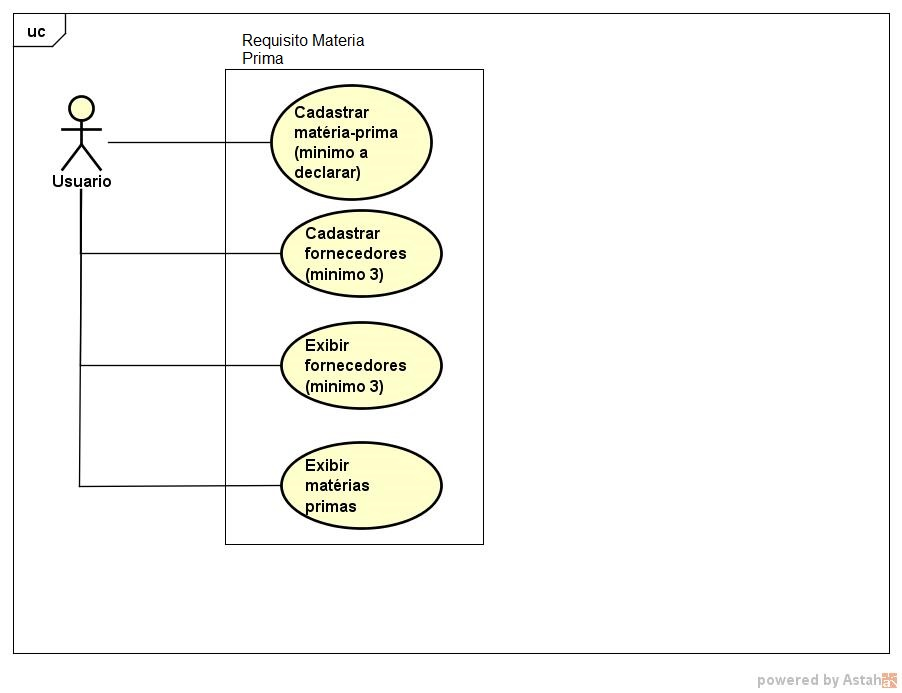 uc
Requisito Materia
Prima
Cadastrar
matéria-prima
(minimo a
declarar)
Usuario
Cadastrar
fornecedores
(minimo 3)
Exibir
fornecedores
(minimo 3)
Exibir
matérias
primas
powered by Astah